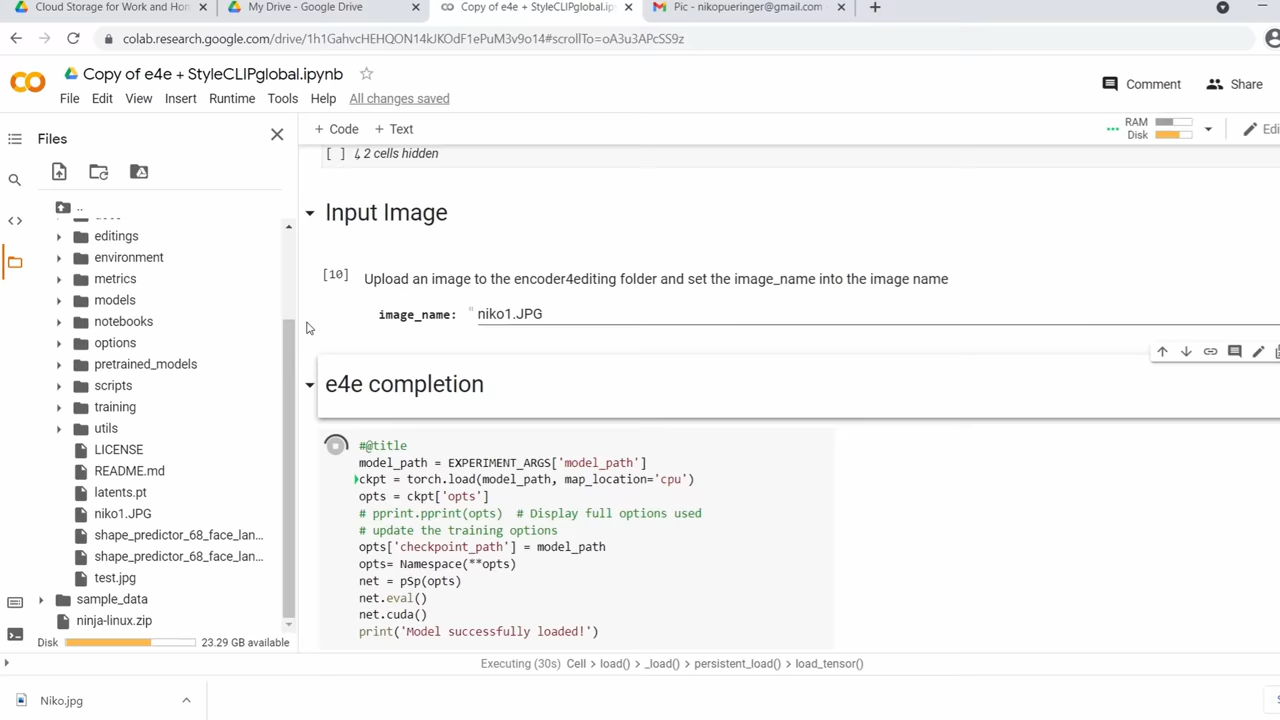 Cloud Storage for Work and Hom
My Drive - Google Drive
Copy of e4e + StyleCLIPglobal.ip
Pic - nikopueringer@gmail.com
colab.research.google.com/drive/1h1GahvcHEHQON14kJKOdF1ePuM3v9o14#scrollTo=oA3u3APcSS9z
Copy of e4e + StyleCLIPglobal.ipynb
Comment
Share
File Edit View Insert Runtime Tools Help All changes saved
Files
+ Code + Text
RAM
Disk
Edi
[ ] 2 cells hidden
..
editings
environment
metrics
models
notebooks
options
pretrained_models
scripts
training
utils
LICENSE
README.md
latents.pt
niko1.JPG
shape_predictor_68_face_lan...
shape_predictor_68_face_lan...
test.jpg
sample_data
ninja-linux.zip
Disk 23.29 GB available
Input Image
[10] Upload an image to the encoder4editing folder and set the image_name into the image name
image_name: " niko1.JPG
e4e completion
#@title
model_path = EXPERIMENT_ARGS['model_path']
ckpt = torch.load(model_path, map_location='cpu')
opts = ckpt['opts']
# pprint.pprint(opts) # Display full options used
# update the training options
opts['checkpoint_path'] = model_path
opts= Namespace(**opts)
net = pSp(opts)
net.eval()
net.cuda()
print('Model successfully loaded!')
Executing (30s) Cell > load() > _load() > persistent_load() > load_tensor()
Niko.jpg